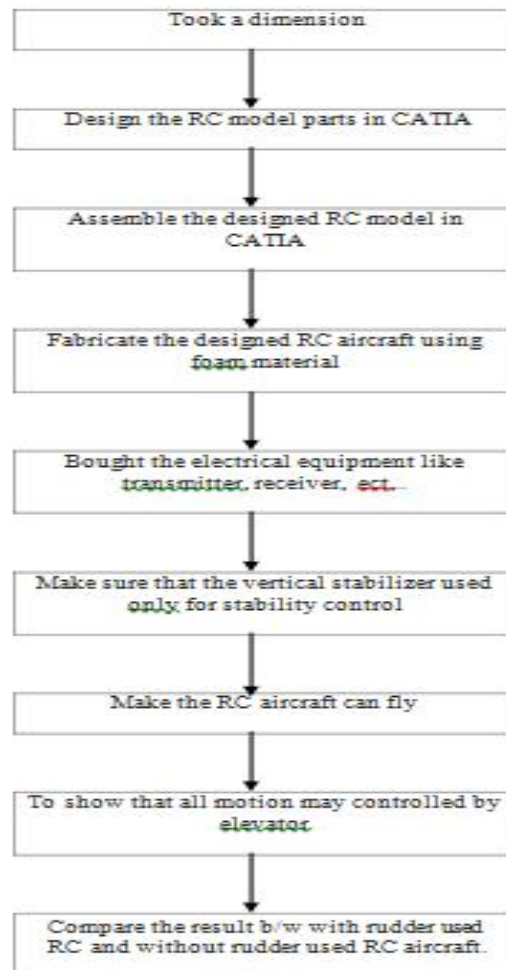 Took a dimension
Design the RC model parts in CATIA
Assemble the designed RC model in
CATIA
Fabricate the designed RC aircraft using
foam material
Bought the electrical equipment like
transmitter, receiver, ect.
Make sure that the vertical stabilizer used
only for stability control
Make the RC aircraft can fly
To show that all motion may controlled by
elevator
Compare the result b/w with rudder used
RC and without rudder used RC aircraft.